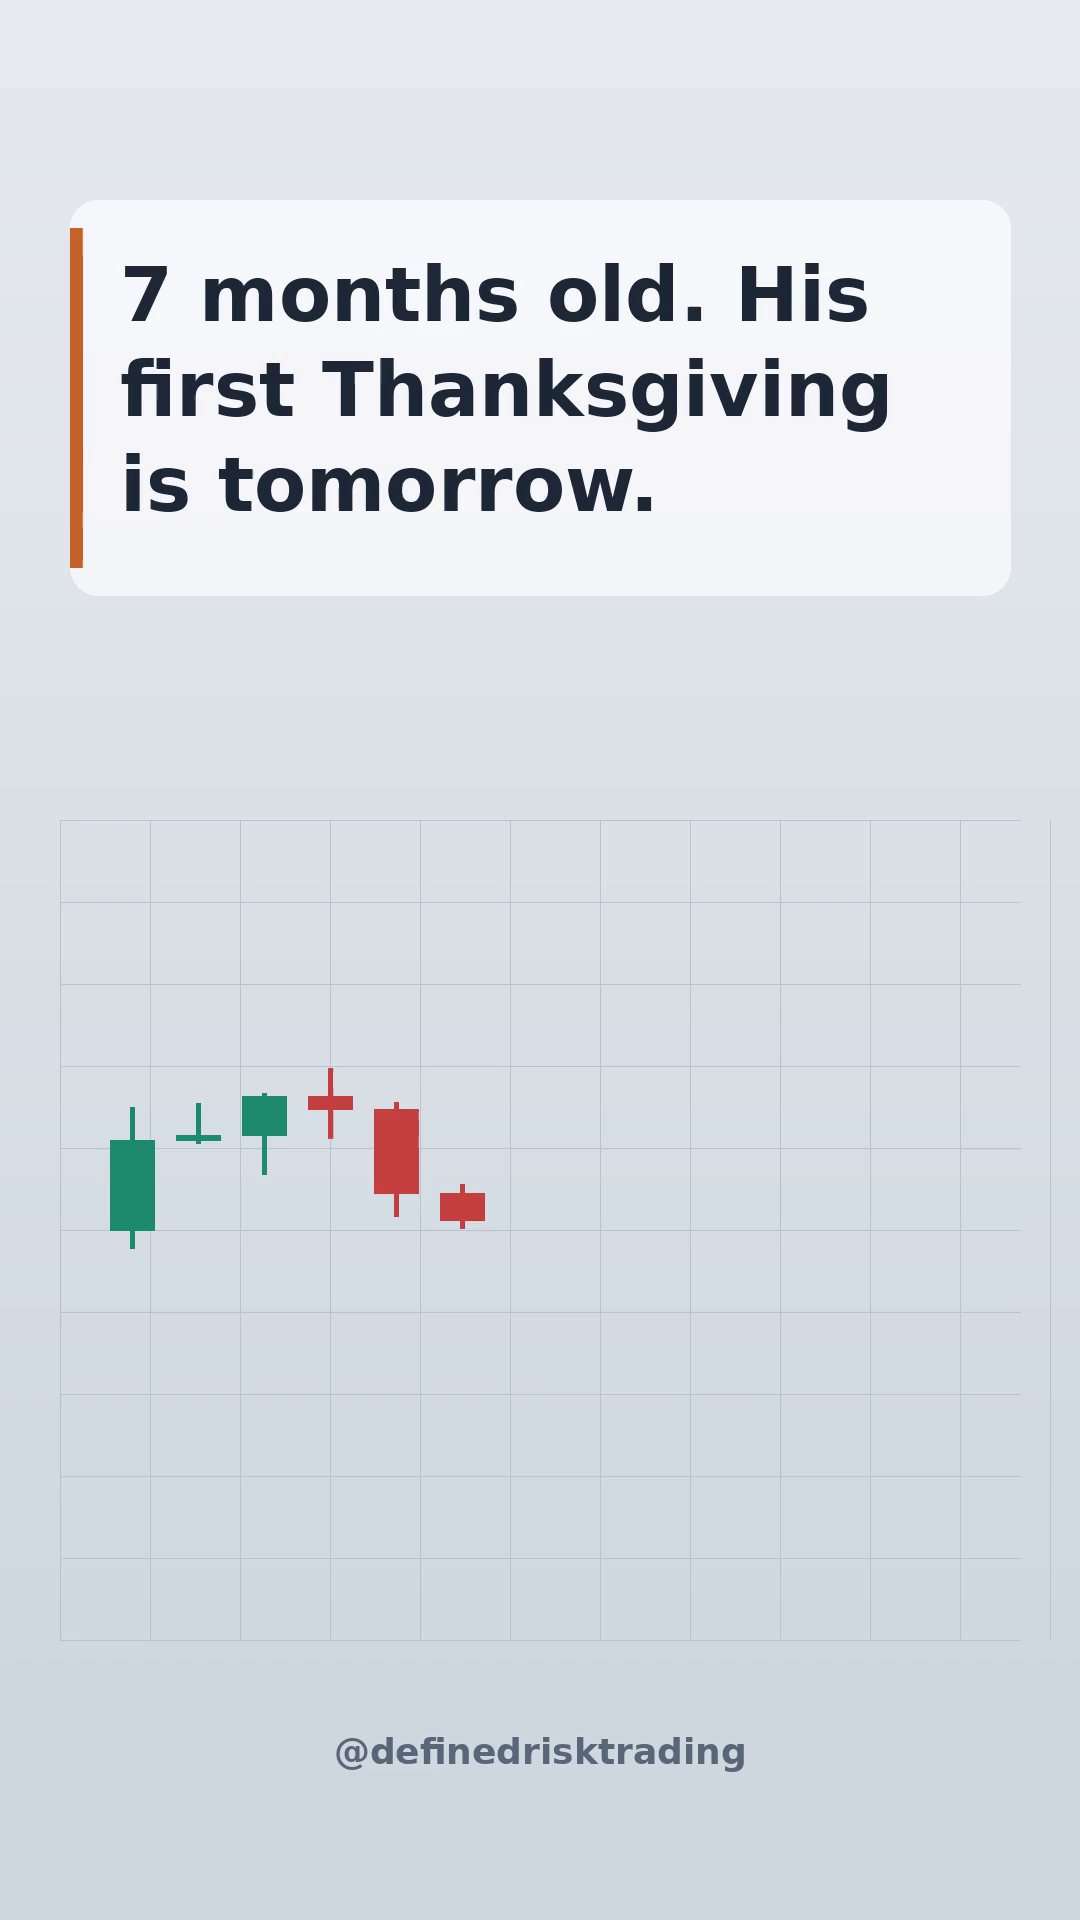 7 months old. His
first Thanksgiving
is tomorrow.
@definedrisktrading